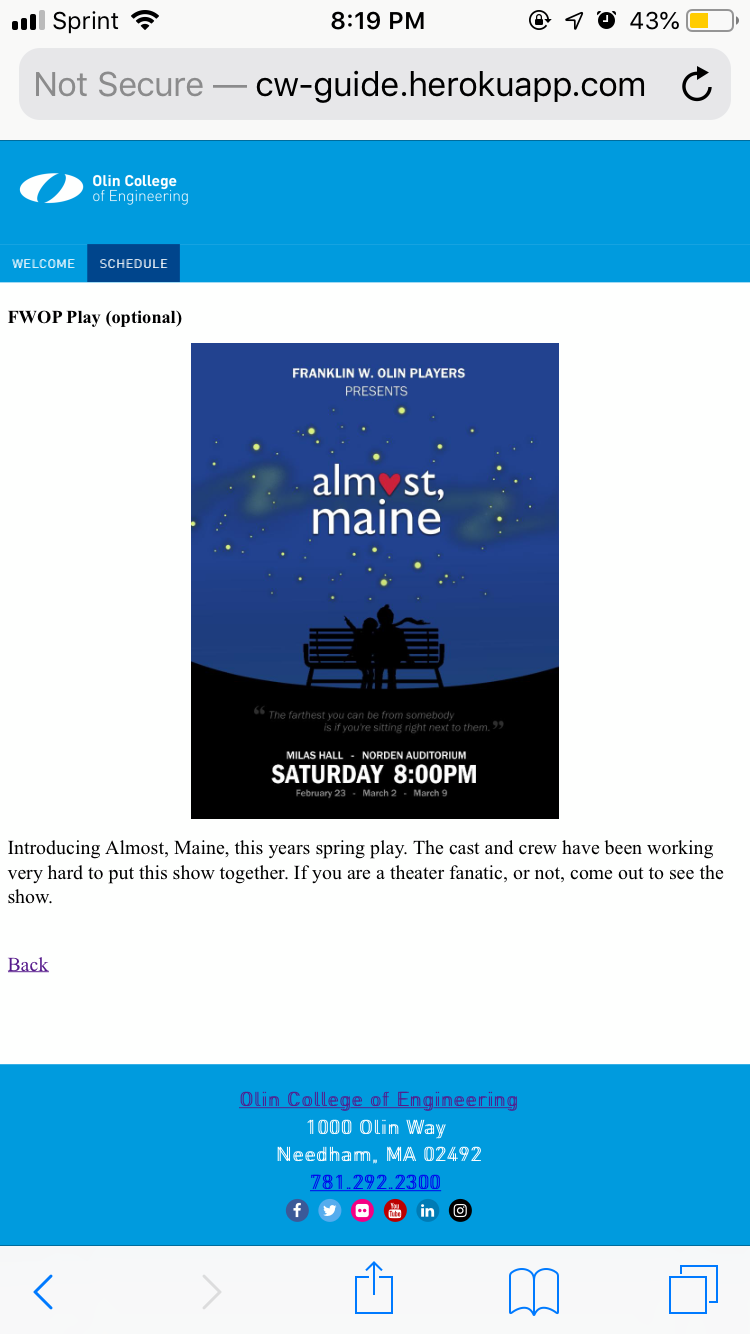 Sprint 8:19 PM 43%
Not Secure — cw-guide.herokuapp.com
Olin College
of Engineering
WELCOME SCHEDULE
FWOP Play (optional)
FRANKLIN W. OLIN PLAYERS
PRESENTS
alm♥st,
maine
“ The farthest you can be from somebody
is if you're sitting right next to them. ”
MILAS HALL - NORDEN AUDITORIUM
SATURDAY 8:00PM
February 23 - March 2 - March 9
Introducing Almost, Maine, this years spring play. The cast and crew have been working
very hard to put this show together. If you are a theater fanatic, or not, come out to see the
show.
Back
Olin College of Engineering
1000 Olin Way
Needham, MA 02492
781.292.2300
You Tube in